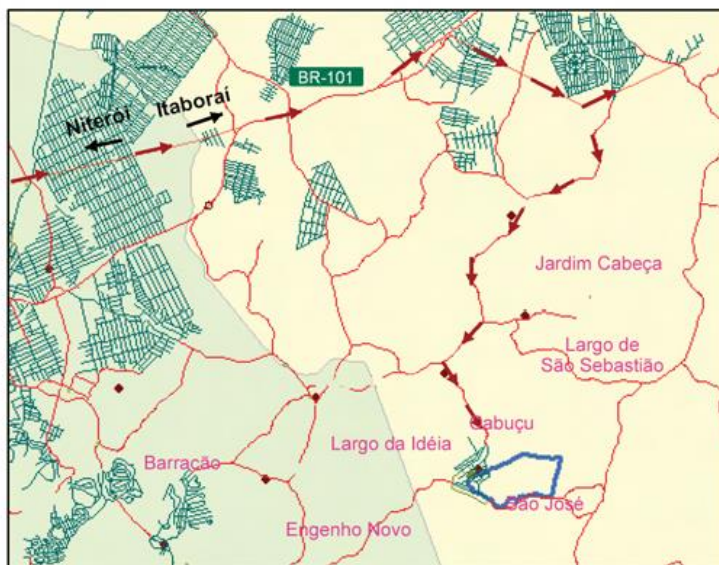 BR-101
Itaboraí
Niterói
Jardim Cabeça
Largo de
São Sebastião
Cabuçu
Largo da Idéia
Barracão
São José
Engenho Novo